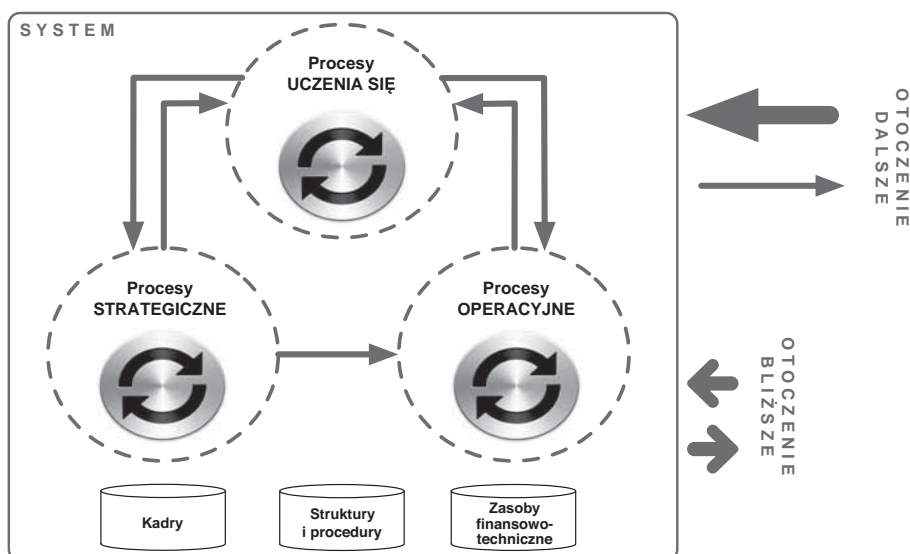 SYSTEM
Procesy
UCZENIA SIĘ
Procesy
STRATEGICZNE
Procesy
OPERACYJNE
Kadry
Struktury
i procedury
Zasoby
finansowo-
techniczne
OTOCZENIE
DALSZE
OTOCZENIE
BLIŻSZE